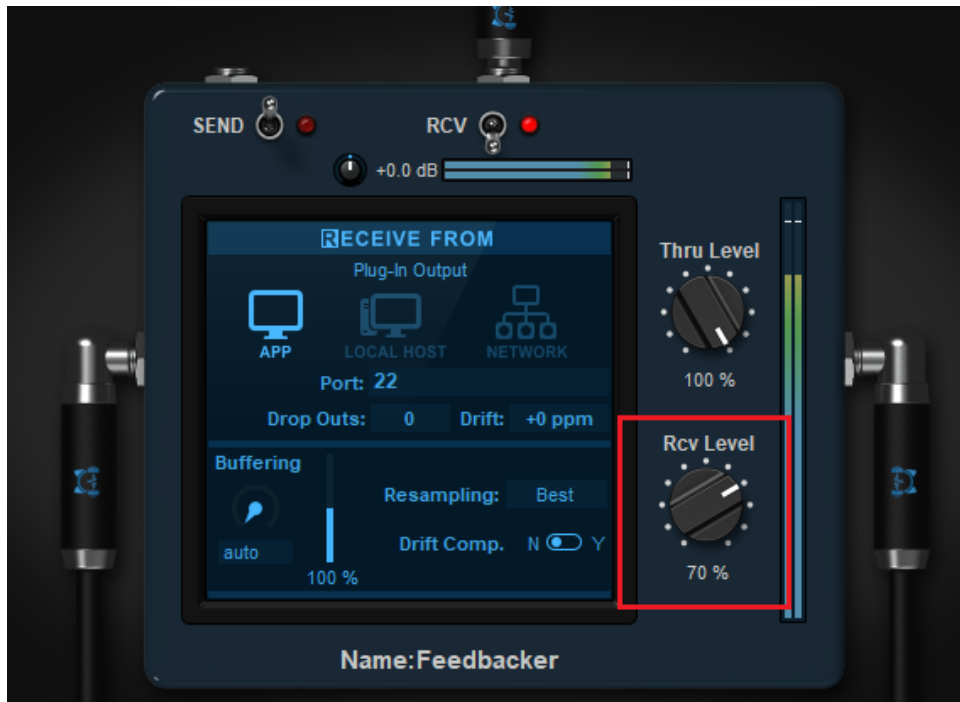 SEND
RCV
+0.0 dB
RECEIVE FROM
Plug-In Output
APP
LOCAL HOST
NETWORK
Port: 22
Drop Outs: 0 Drift: +0 ppm
Buffering
auto
100 %
Resampling: Best
Drift Comp. N Y
Thru Level
100 %
Rcv Level
70 %
Name:Feedbacker